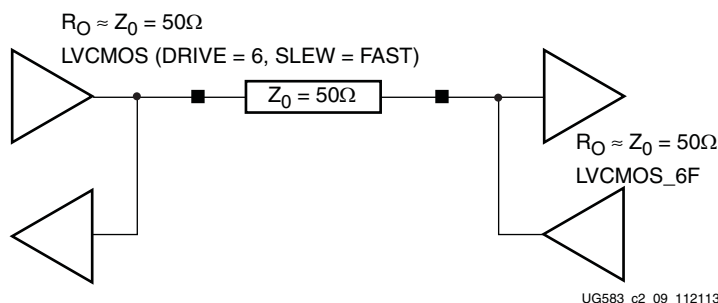 R_O ≈ Z_0 = 50Ω
LVCMOS (DRIVE = 6, SLEW = FAST)
Z_0 = 50Ω
R_O ≈ Z_0 = 50Ω
LVCMOS_6F
UG583_c2_09_112113